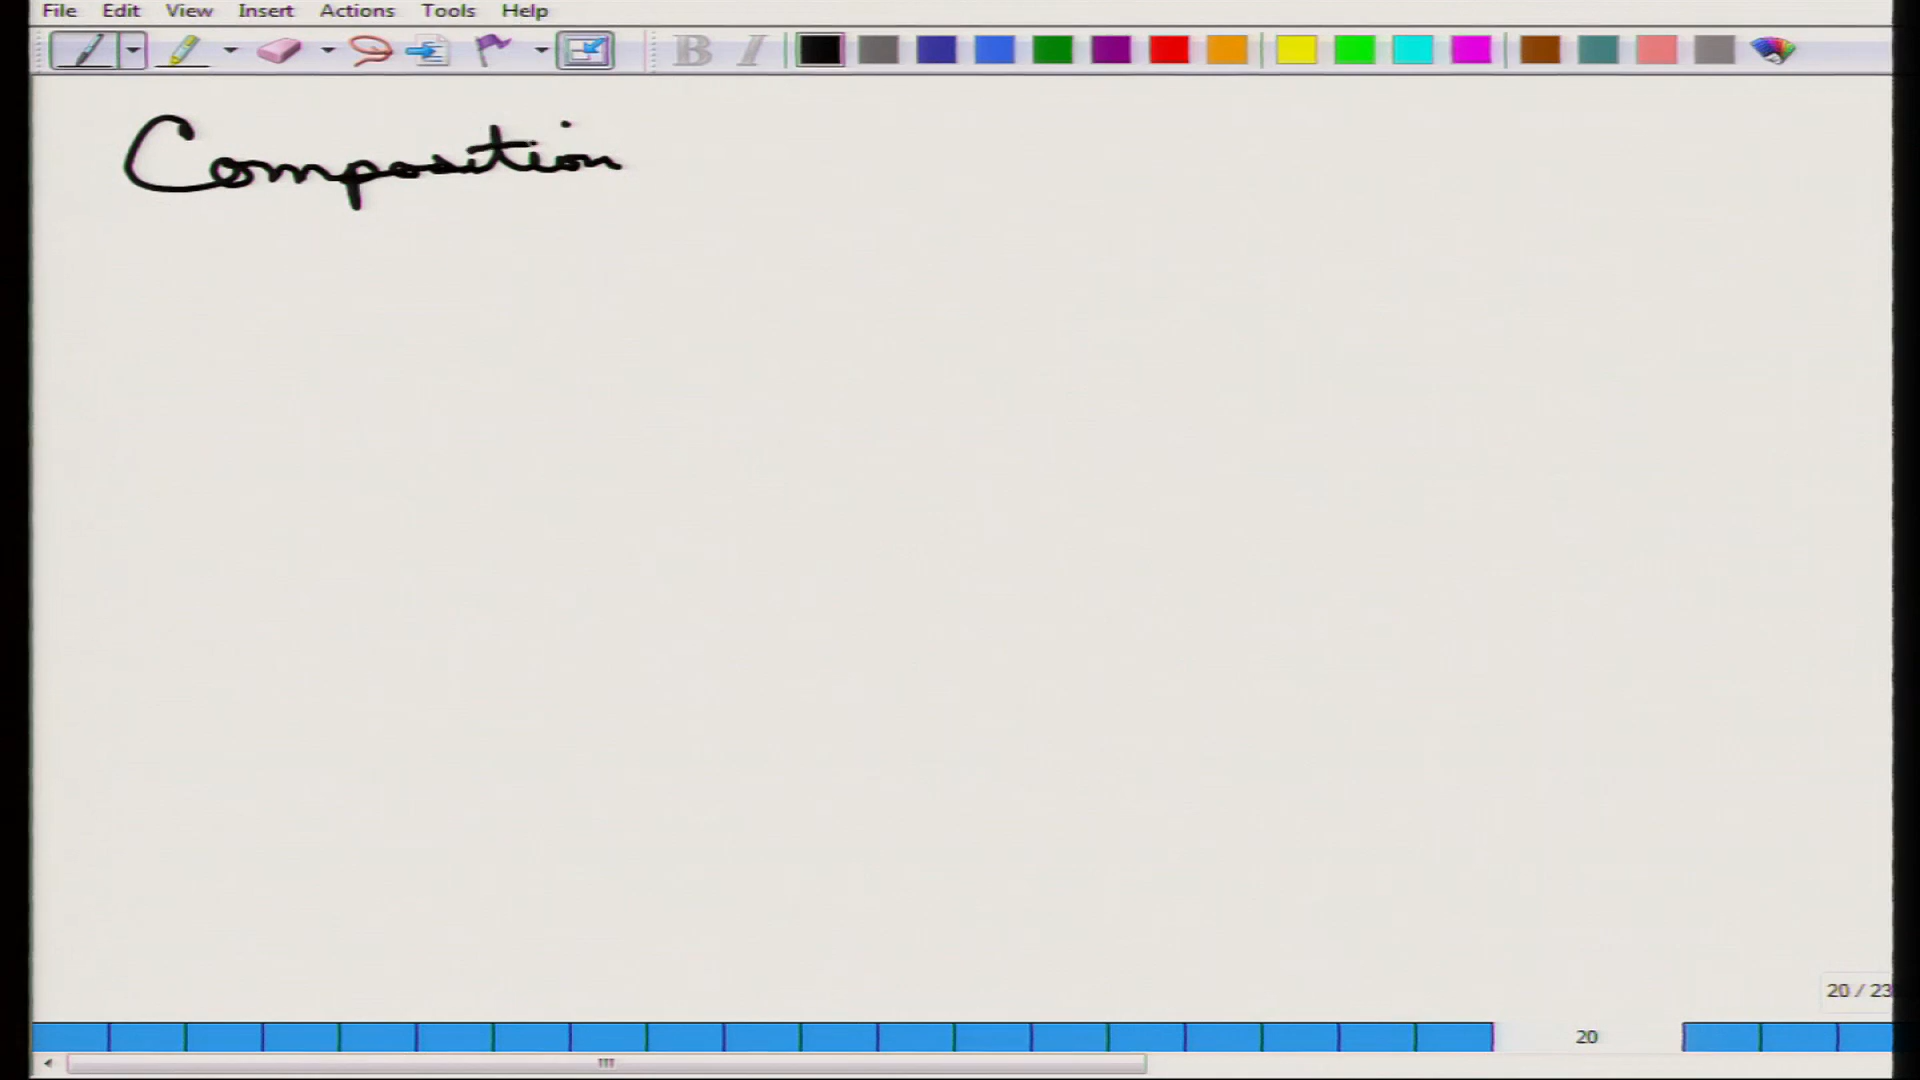 File Edit View Insert Actions Tools Help
B I
Composition
20 / 23
20